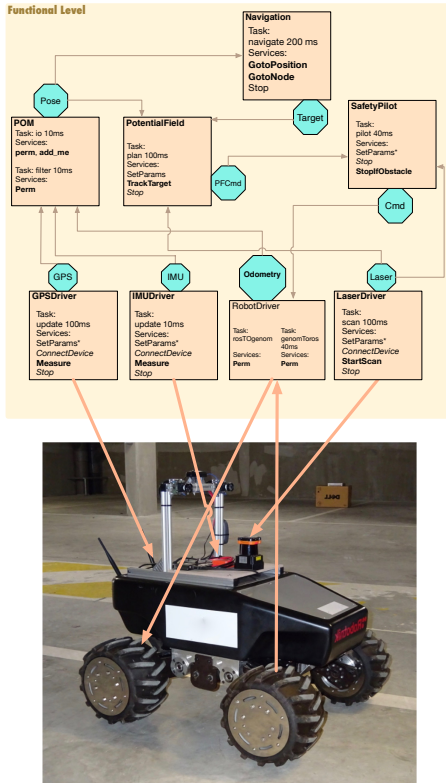 Functional Level
Navigation
Task:
navigate 200 ms
Services:
GotoPosition
GotoNode
Stop
Pose
Target
SafetyPilot
Task:
pilot 40ms
Services:
SetParams*
Stop
StopIfObstacle
POM
Task: io 10ms
Services:
perm, add_me
Task: filter 10ms
Services:
Perm
PotentialField
Task:
plan 100ms
Services:
SetParams
TrackTarget
Stop
PFCmd
Cmd
GPS
IMU
Odometry
Laser
GPSDriver
Task:
update 100ms
Services:
SetParams*
ConnectDevice
Measure
Stop
IMUDriver
Task:
update 10ms
Services:
SetParams*
ConnectDevice
Measure
Stop
RobotDriver
Task:
rosTOgenom
Services:
Perm
Task:
genomToros
40ms
Services:
Perm
LaserDriver
Task:
scan 100ms
Services:
SetParams*
ConnectDevice
StartScan
Stop